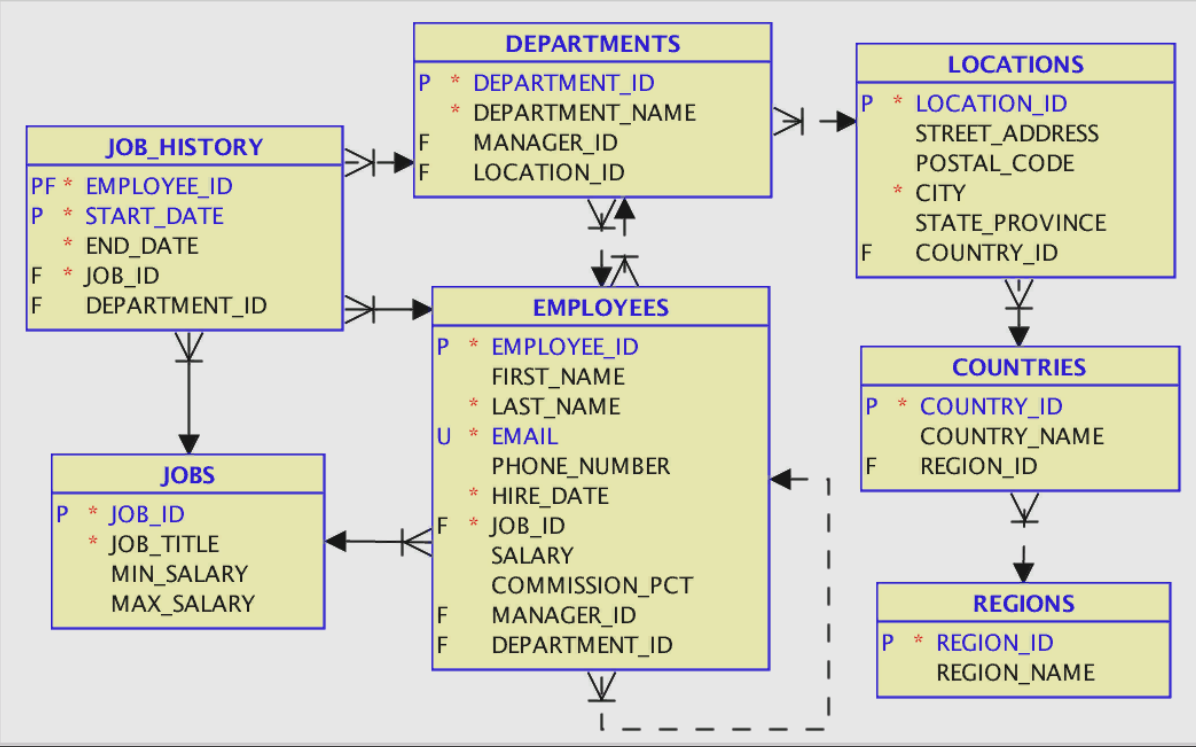 DEPARTMENTS
P * DEPARTMENT_ID
* DEPARTMENT_NAME
F MANAGER_ID
F LOCATION_ID
LOCATIONS
P * LOCATION_ID
STREET_ADDRESS
POSTAL_CODE
* CITY
STATE_PROVINCE
F COUNTRY_ID
JOB_HISTORY
PF * EMPLOYEE_ID
P * START_DATE
* END_DATE
F * JOB_ID
F DEPARTMENT_ID
EMPLOYEES
P * EMPLOYEE_ID
FIRST_NAME
* LAST_NAME
U * EMAIL
PHONE_NUMBER
* HIRE_DATE
F * JOB_ID
SALARY
COMMISSION_PCT
F MANAGER_ID
F DEPARTMENT_ID
COUNTRIES
P * COUNTRY_ID
COUNTRY_NAME
F REGION_ID
JOBS
P * JOB_ID
* JOB_TITLE
MIN_SALARY
MAX_SALARY
REGIONS
P * REGION_ID
REGION_NAME